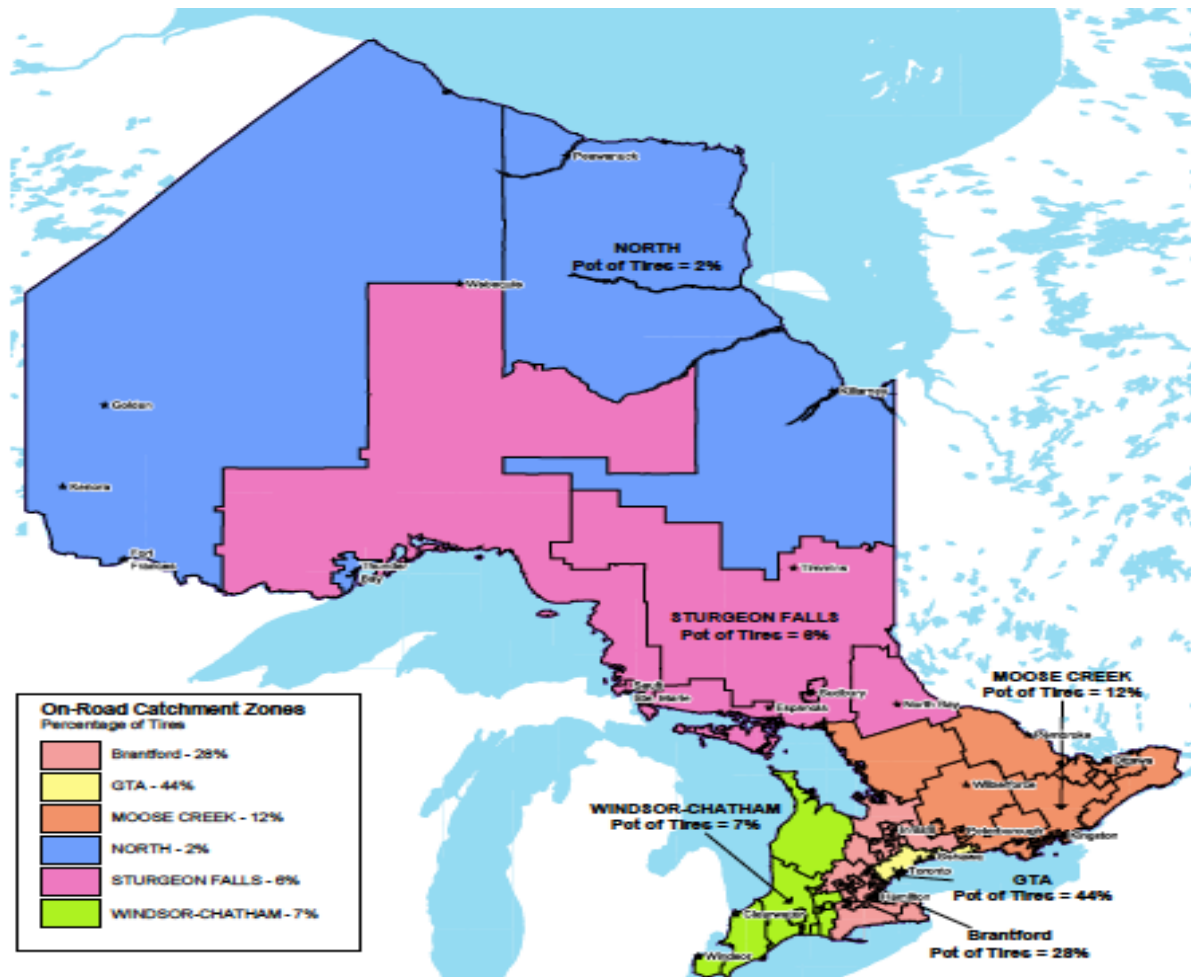 Peawanuck
NORTH
Pot of Tires = 2%
Webequie
Golden
Kenora
Fort
Frances
Thunder
Bay
Timmins
STURGEON FALLS
Pot of Tires = 6%
Sault
Ste. Marie
Espanola
Sudbury
North Bay
MOOSE CREEK
Pot of Tires = 12%
Pembroke
Ottawa
Wilberforce
WINDSOR-CHATHAM
Pot of Tires = 7%
Peterborough
Kingston
Oshawa
Toronto
GTA
Pot of Tires = 44%
Hamilton
Clearwater
Brantford
Pot of Tires = 28%
Windsor
On-Road Catchment Zones
Percentage of Tires
Brantford - 28%
GTA - 44%
MOOSE CREEK - 12%
NORTH - 2%
STURGEON FALLS - 6%
WINDSOR-CHATHAM - 7%